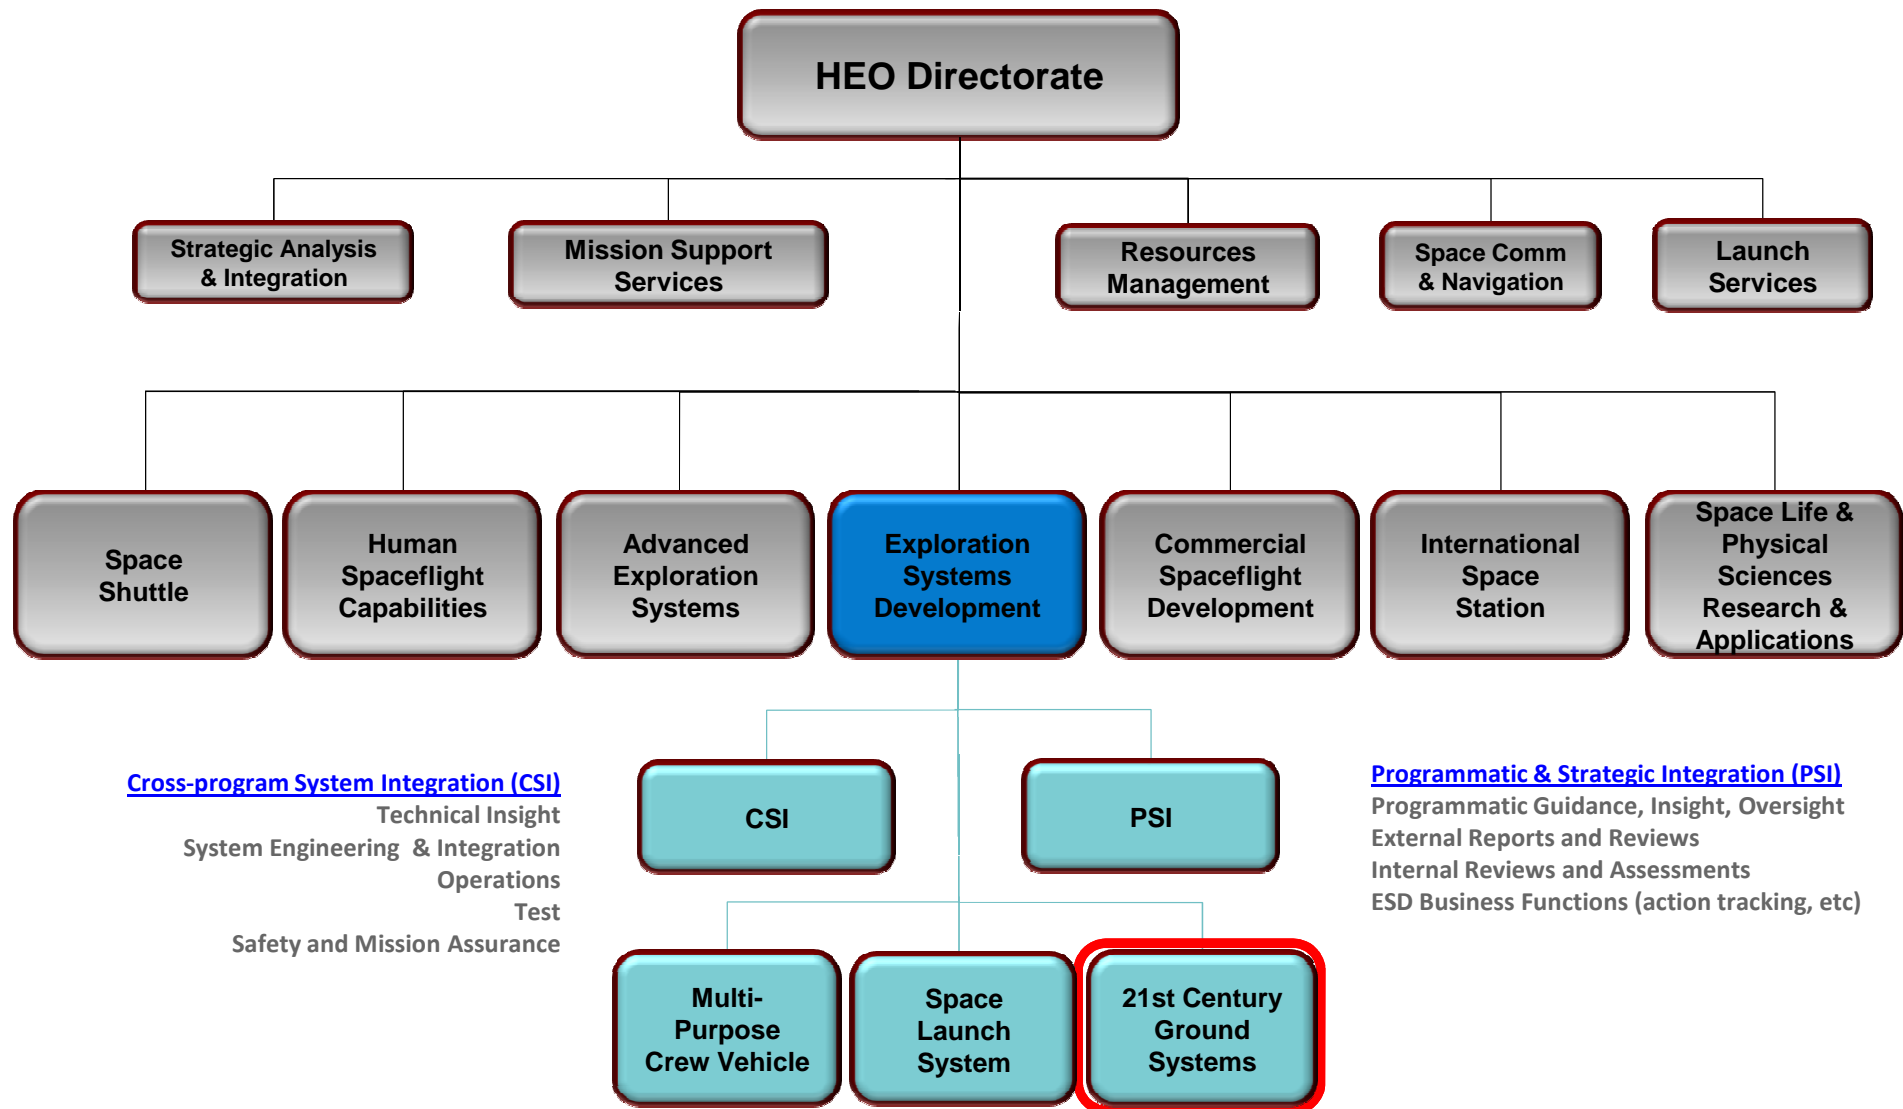 HEO Directorate
Strategic Analysis
& Integration
Mission Support
Services
Resources
Management
Space Comm
& Navigation
Launch
Services
Space
Shuttle
Human
Spaceflight
Capabilities
Advanced
Exploration
Systems
Exploration
Systems
Development
Commercial
Spaceflight
Development
International
Space
Station
Space Life &
Physical
Sciences
Research &
Applications
Cross-program System Integration (CSI)
Technical Insight
System Engineering & Integration
Operations
Test
Safety and Mission Assurance
CSI
PSI
Programmatic & Strategic Integration (PSI)
Programmatic Guidance, Insight, Oversight
External Reports and Reviews
Internal Reviews and Assessments
ESD Business Functions (action tracking, etc)
Multi-
Purpose
Crew Vehicle
Space
Launch
System
21st Century
Ground
Systems